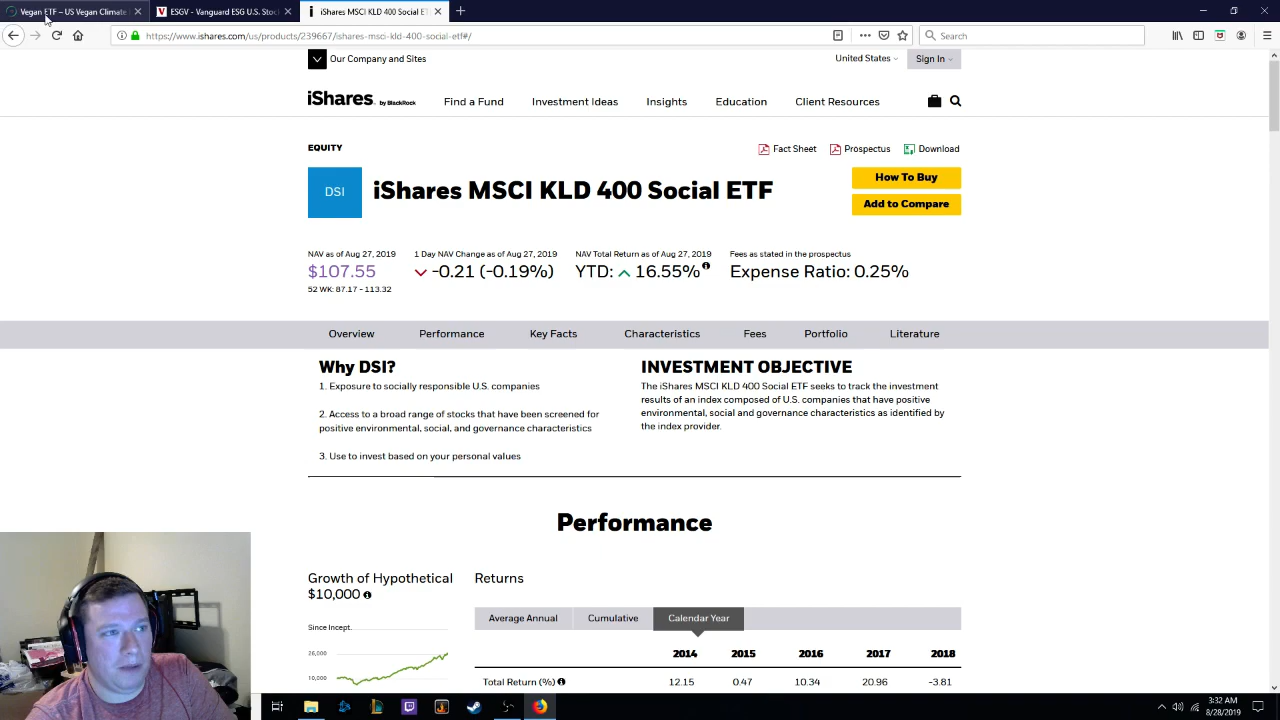 Vegan ETF – US Vegan Climate
ESGV - Vanguard ESG U.S. Stoc
iShares MSCI KLD 400 Social ET
https://www.ishares.com/us/products/239667/ishares-msci-kld-400-social-etf#/
Search
Our Company and Sites
United States
Sign In
iShares. by BlackRock
Find a Fund
Investment Ideas
Insights
Education
Client Resources
EQUITY
Fact Sheet
Prospectus
Download
DSI
iShares MSCI KLD 400 Social ETF
How To Buy
Add to Compare
NAV as of Aug 27, 2019
1 Day NAV Change as of Aug 27, 2019
NAV Total Return as of Aug 27, 2019
Fees as stated in the prospectus
$107.55
-0.21 (-0.19%)
YTD: 16.55%
Expense Ratio: 0.25%
52 WK: 87.17 - 113.32
Overview
Performance
Key Facts
Characteristics
Fees
Portfolio
Literature
Why DSI?
1. Exposure to socially responsible U.S. companies
2. Access to a broad range of stocks that have been screened for
positive environmental, social, and governance characteristics
3. Use to invest based on your personal values
INVESTMENT OBJECTIVE
The iShares MSCI KLD 400 Social ETF seeks to track the investment
results of an index composed of U.S. companies that have positive
environmental, social and governance characteristics as identified by
the index provider.
Performance
Growth of Hypothetical
$10,000
Since Incept.
26,000
10,000
Returns
Average Annual
Cumulative
Calendar Year
2014 2015 2016 2017 2018
Total Return (%) 12.15 0.47 10.34 20.96 -3.81
3:32 AM
8/28/2019